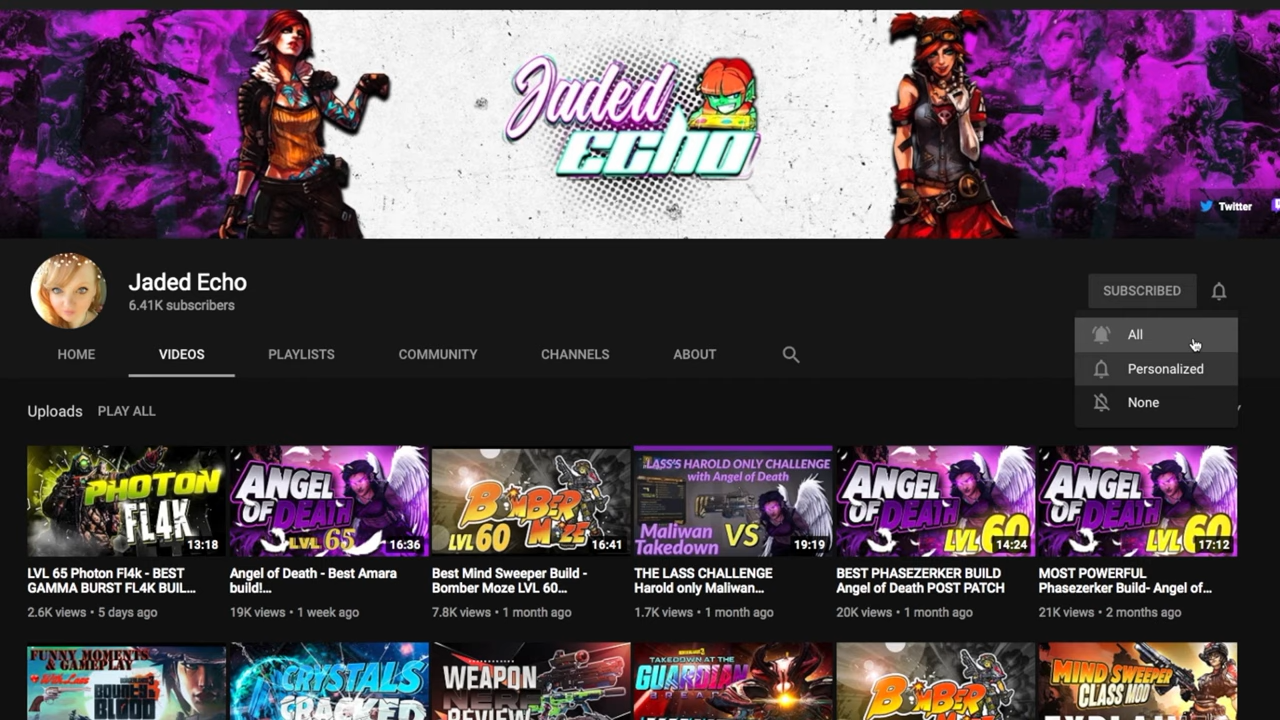 Jaded
ECHO
Twitter
Jaded Echo
6.41K subscribers
SUBSCRIBED
HOME
VIDEOS
PLAYLISTS
COMMUNITY
CHANNELS
ABOUT
All
Personalized
None
Uploads
PLAY ALL
PHOTON
FL4K
13:18
LVL 65 Photon Fl4k - BEST
GAMMA BURST FL4K BUIL...
2.6K views • 5 days ago
ANGEL
OF DEATH
LVL 65
16:36
Angel of Death - Best Amara
build!...
19K views • 1 week ago
BOMBER
LVL 60 MOZE
16:41
Best Mind Sweeper Build -
Bomber Moze LVL 60...
7.8K views • 1 month ago
LASS'S HAROLD ONLY CHALLENGE
with Angel of Death
Maliwan
Takedown
VS
19:19
THE LASS CHALLENGE
Harold only Maliwan...
1.7K views • 1 month ago
ANGEL
OF DEATH
LVL 60
14:24
BEST PHASEZERKER BUILD
Angel of Death POST PATCH
20K views • 1 month ago
ANGEL
OF DEATH
LVL 60
17:12
MOST POWERFUL
Phasezerker Build- Angel of...
21K views • 2 months ago
FUNNY MOMENTS
& GAMEPLAY
With Lass
BOUNTY
BLOOD
CRYSTALS
CRACKED
WEAPON
NERF
REVIEW
TAKEDOWN AT THE
GUARDIAN
BREACH
BOMBER
MOZE
MIND SWEEPER
CLASS MOD